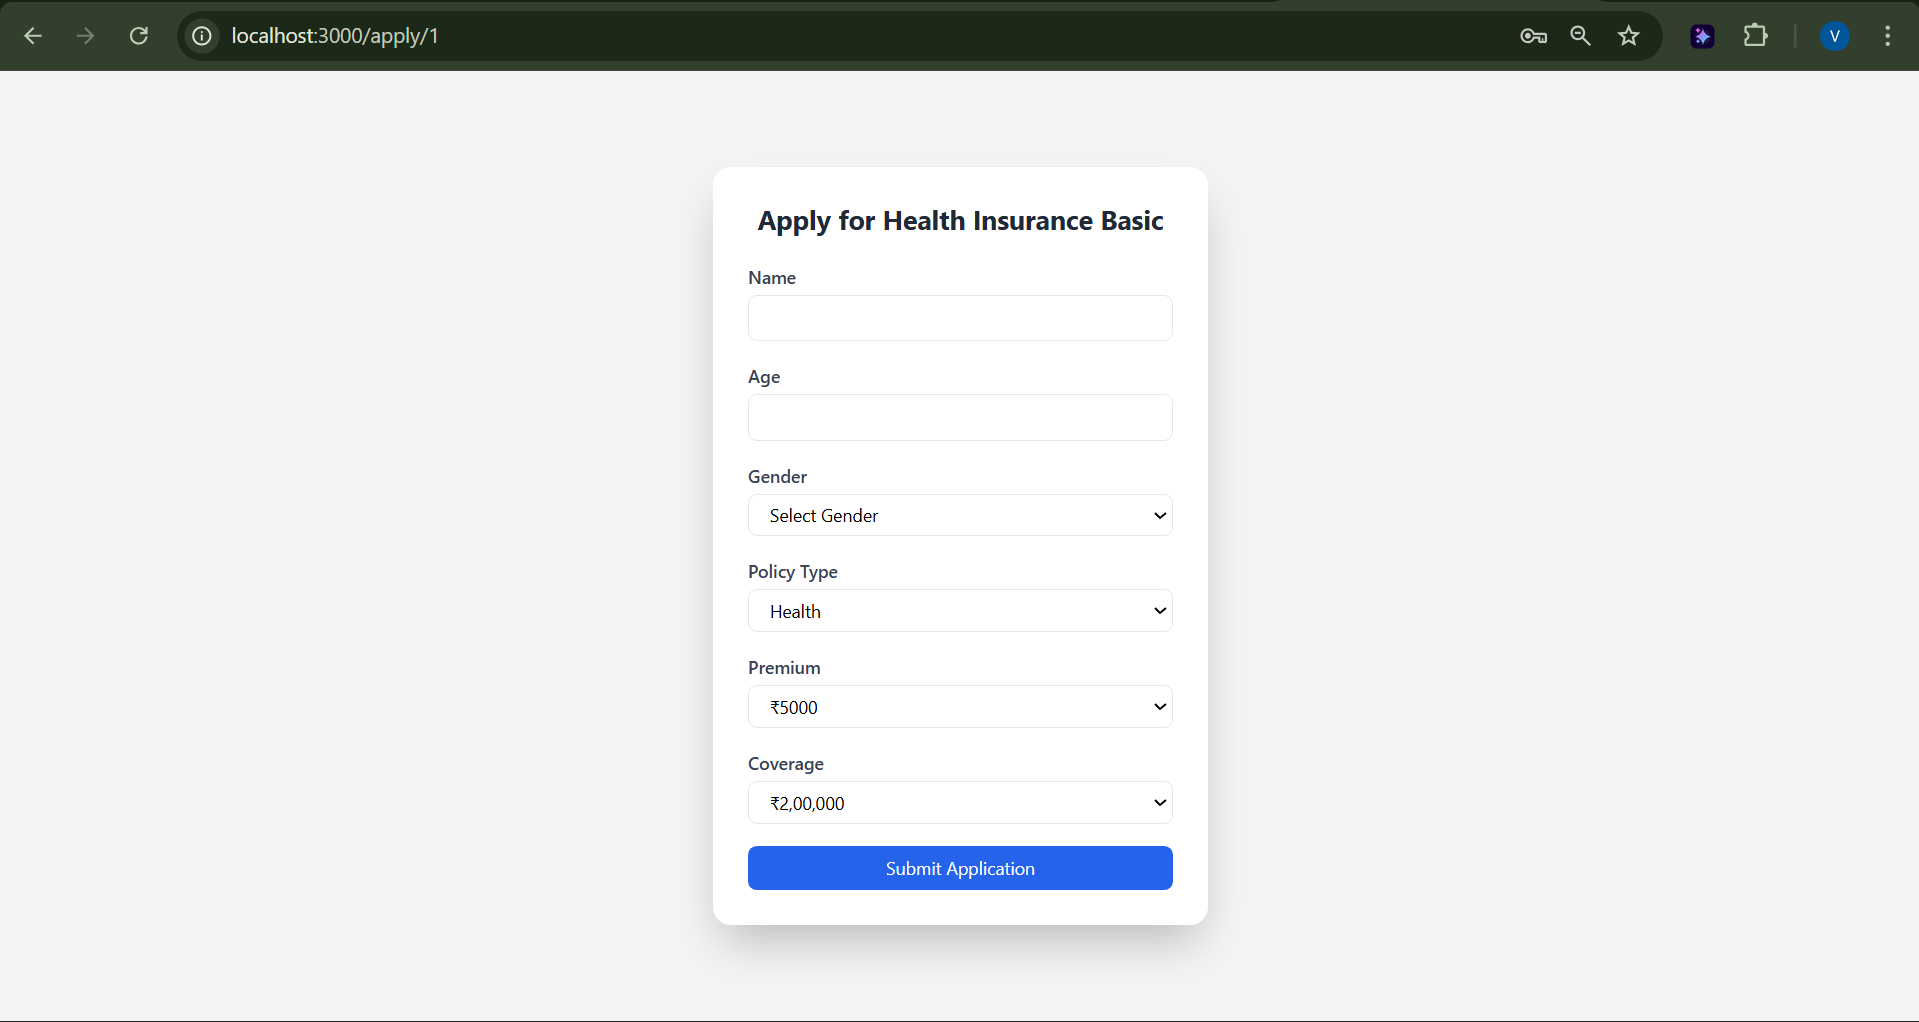 localhost:3000/apply/1
V
Apply for Health Insurance Basic
Name
Age
Gender
Select Gender
Policy Type
Health
Premium
₹5000
Coverage
₹2,00,000
Submit Application